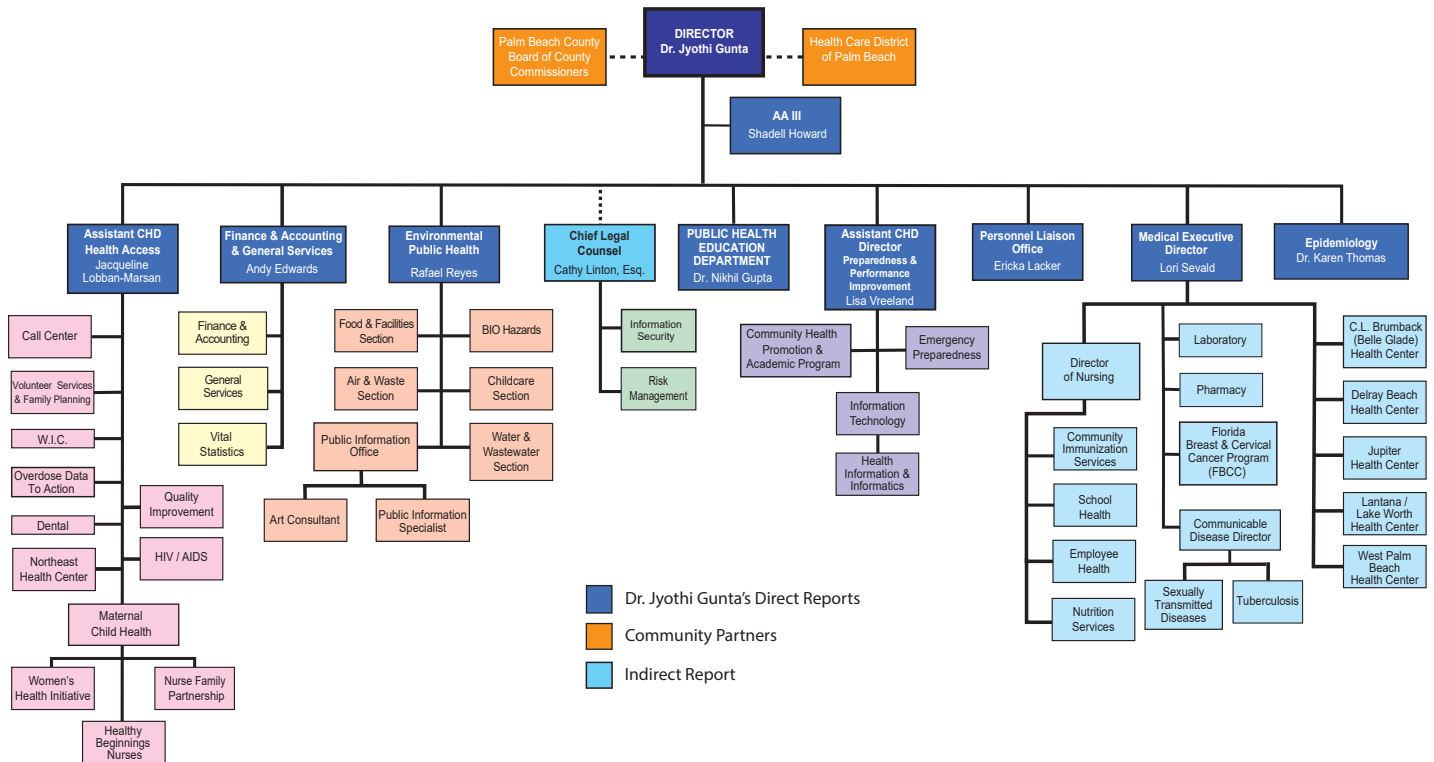 DIRECTOR
Dr. Jyothi Gunta
Palm Beach County
Board of County
Commissioners
Health Care District
of Palm Beach
AA III
Shadell Howard
Assistant CHD
Health Access
Jacqueline
Lobban-Marsan
Finance & Accounting
& General Services
Andy Edwards
Environmental
Public Health
Rafael Reyes
Chief Legal
Counsel
Cathy Linton, Esq.
PUBLIC HEALTH
EDUCATION
DEPARTMENT
Dr. Nikhil Gupta
Assistant CHD
Director
Preparedness &
Performance
Improvement
Lisa Vreeland
Personnel Liaison
Office
Ericka Lacker
Medical Executive
Director
Lori Sevald
Epidemiology
Dr. Karen Thomas
Call Center
Volunteer Services
& Family Planning
W.I.C.
Overdose Data
To Action
Quality
Improvement
Dental
HIV / AIDS
Northeast
Health Center
Maternal
Child Health
Women's
Health Initiative
Nurse Family
Partnership
Healthy
Beginnings
Nurses
Finance &
Accounting
General
Services
Vital
Statistics
Food & Facilities
Section
BIO Hazards
Air & Waste
Section
Childcare
Section
Public Information
Office
Water &
Wastewater
Section
Art Consultant
Public Information
Specialist
Information
Security
Risk
Management
Community Health
Promotion &
Academic Program
Emergency
Preparedness
Information
Technology
Health
Information &
Informatics
Director
of Nursing
Community
Immunization
Services
School
Health
Employee
Health
Nutrition
Services
Laboratory
Pharmacy
Florida
Breast & Cervical
Cancer Program
(FBCC)
Communicable
Disease Director
Sexually
Transmitted
Diseases
Tuberculosis
C.L. Brumback
(Belle Glade)
Health Center
Delray Beach
Health Center
Jupiter
Health Center
Lantana /
Lake Worth
Health Center
West Palm
Beach
Health Center
Dr. Jyothi Gunta's Direct Reports
Community Partners
Indirect Report